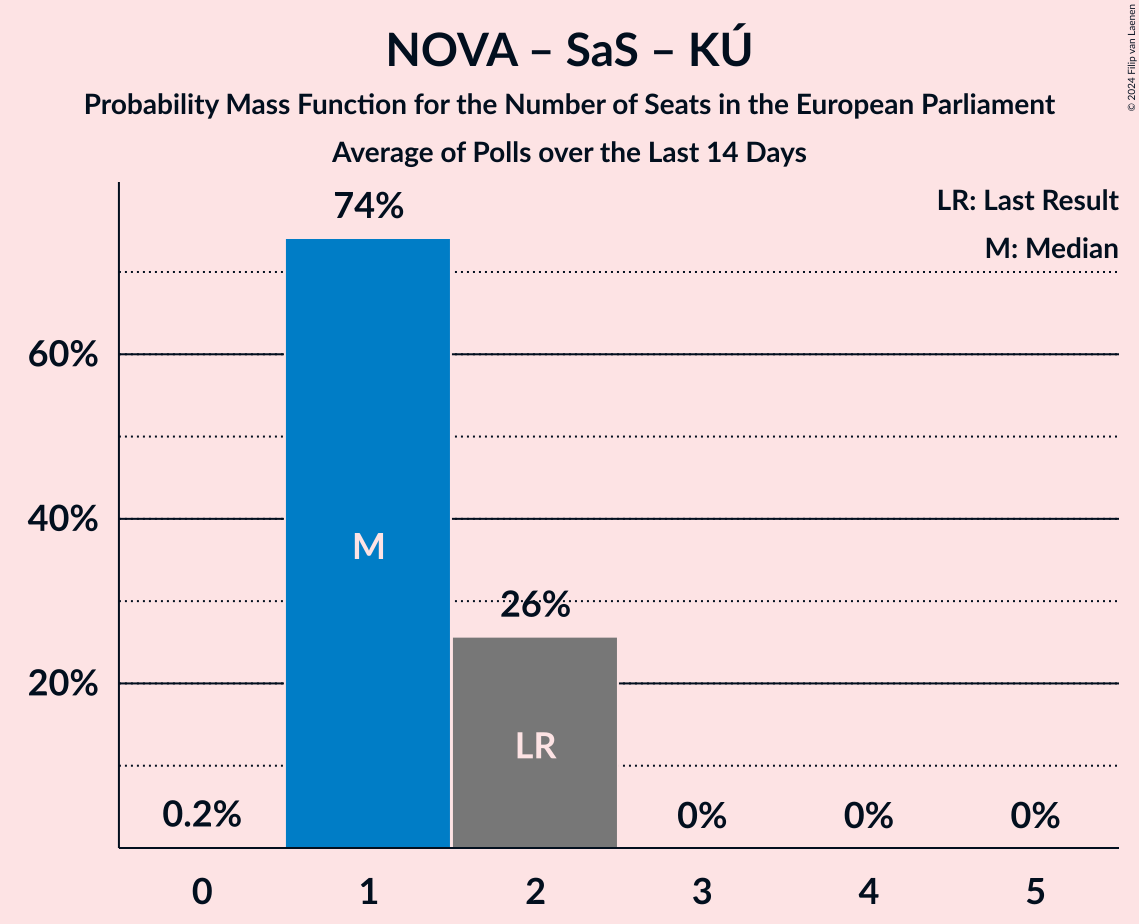 NOVA – SaS – KÚ
Probability Mass Function for the Number of Seats in the European Parliament
Average of Polls over the Last 14 Days
© 2024 Filip van Laenen
LR: Last Result
M: Median
74%
60%
40%
M
26%
20%
LR
0.2%
0%
0%
0%
0
1
2
3
4
5